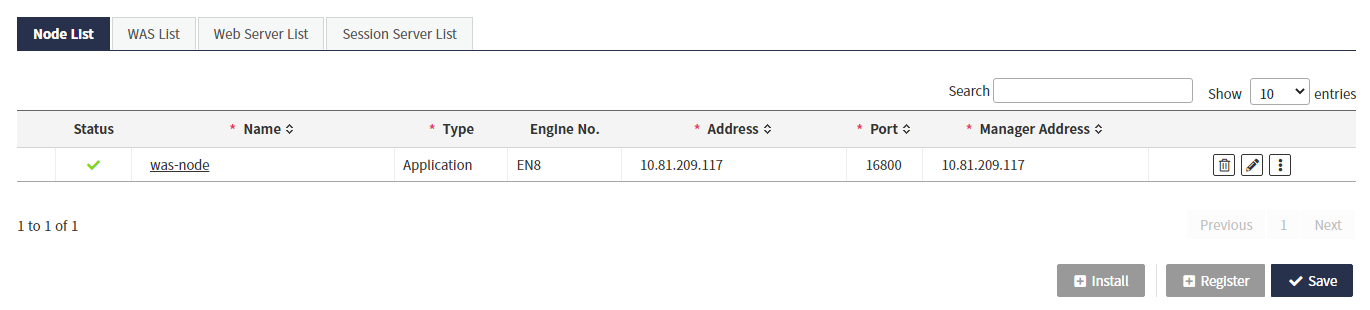 Node List WAS List Web Server List Session Server List
Search Show 10 entries
Status * Name * Type Engine No. * Address * Port * Manager Address
was-node Application EN8 10.81.209.117 16800 10.81.209.117
1 to 1 of 1 Previous 1 Next
Install Register Save